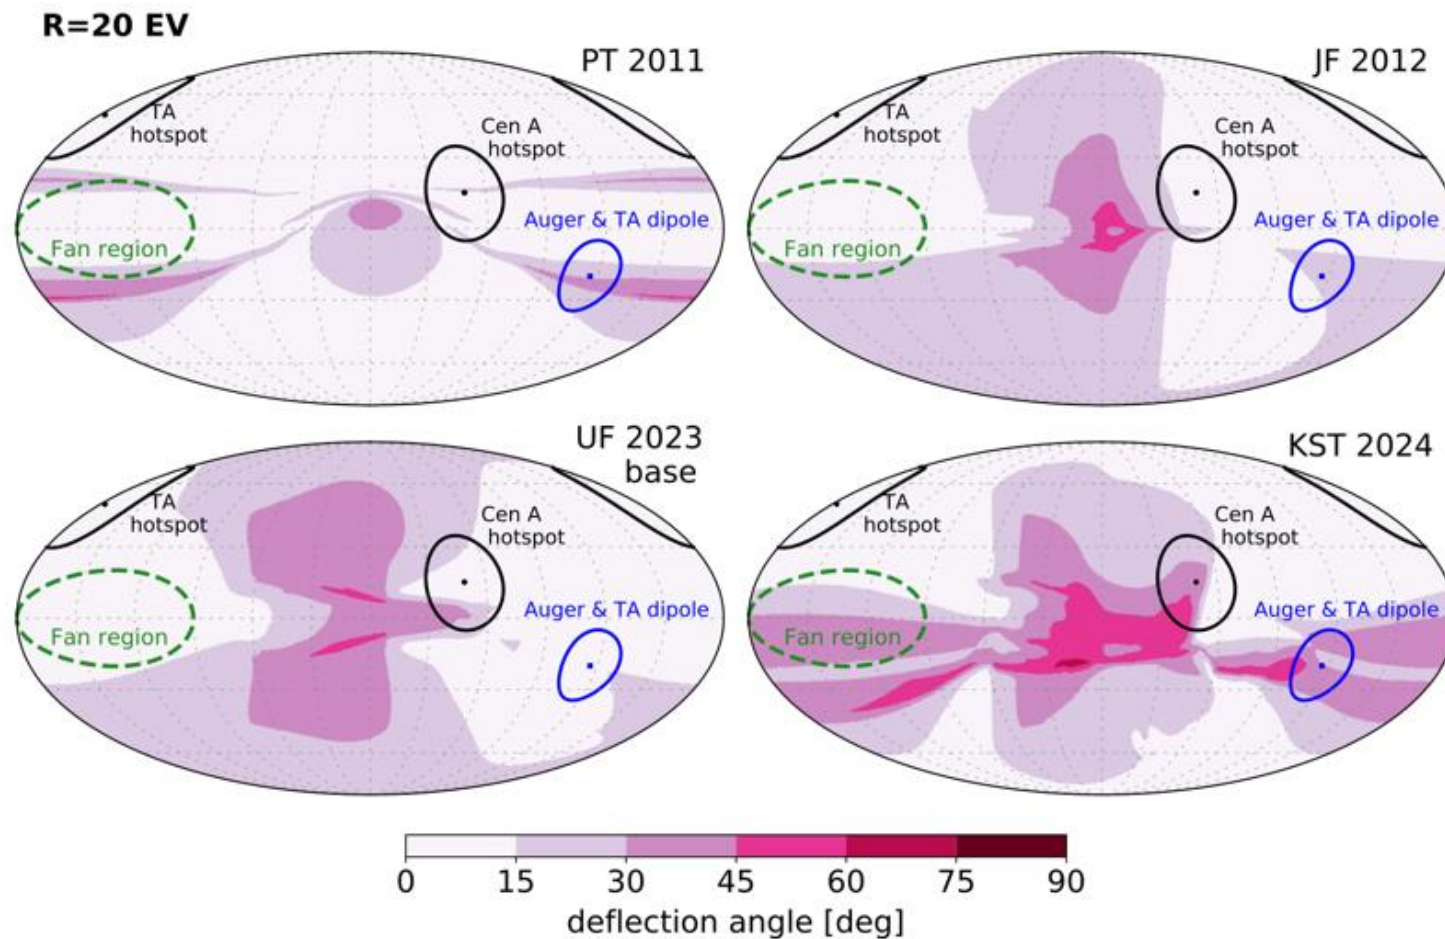 R=20 EV
PT 2011
TA
hotspot
Cen A
hotspot
Auger & TA dipole
Fan region
JF 2012
TA
hotspot
Cen A
hotspot
Auger & TA dipole
Fan region
UF 2023
base
TA
hotspot
Cen A
hotspot
Auger & TA dipole
Fan region
KST 2024
TA
hotspot
Cen A
hotspot
Auger & TA dipole
Fan region
0 15 30 45 60 75 90
deflection angle [deg]